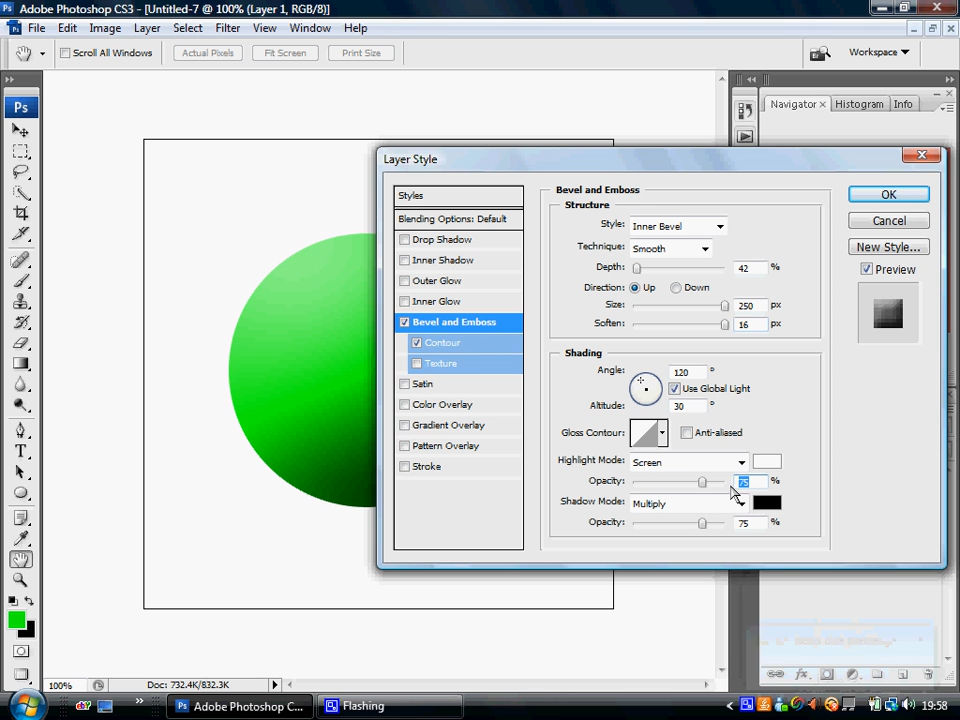 Ps Adobe Photoshop CS3 - [Untitled-7 @ 100% (Layer 1, RGB/8)]
Ps File Edit Image Layer Select Filter View Window Help
Scroll All Windows Actual Pixels Fit Screen Print Size Br Workspace
Ps
Navigator × Histogram Info
Layer Style
Styles
Blending Options: Default
Drop Shadow
Inner Shadow
Outer Glow
Inner Glow
Bevel and Emboss
Contour
Texture
Satin
Color Overlay
Gradient Overlay
Pattern Overlay
Stroke
Bevel and Emboss
Structure
Style: Inner Bevel
Technique: Smooth
Depth: 42 %
Direction: Up Down
Size: 250 px
Soften: 16 px
Shading
Angle: 120 °
Use Global Light
Altitude: 30 °
Gloss Contour: Anti-aliased
Highlight Mode: Screen
Opacity: 75 %
Shadow Mode: Multiply
Opacity: 75 %
OK
Cancel
New Style...
Preview
T
100% Doc: 732.4K/832.3K
fx
Ps Adobe Photoshop C... Flashing 19:58